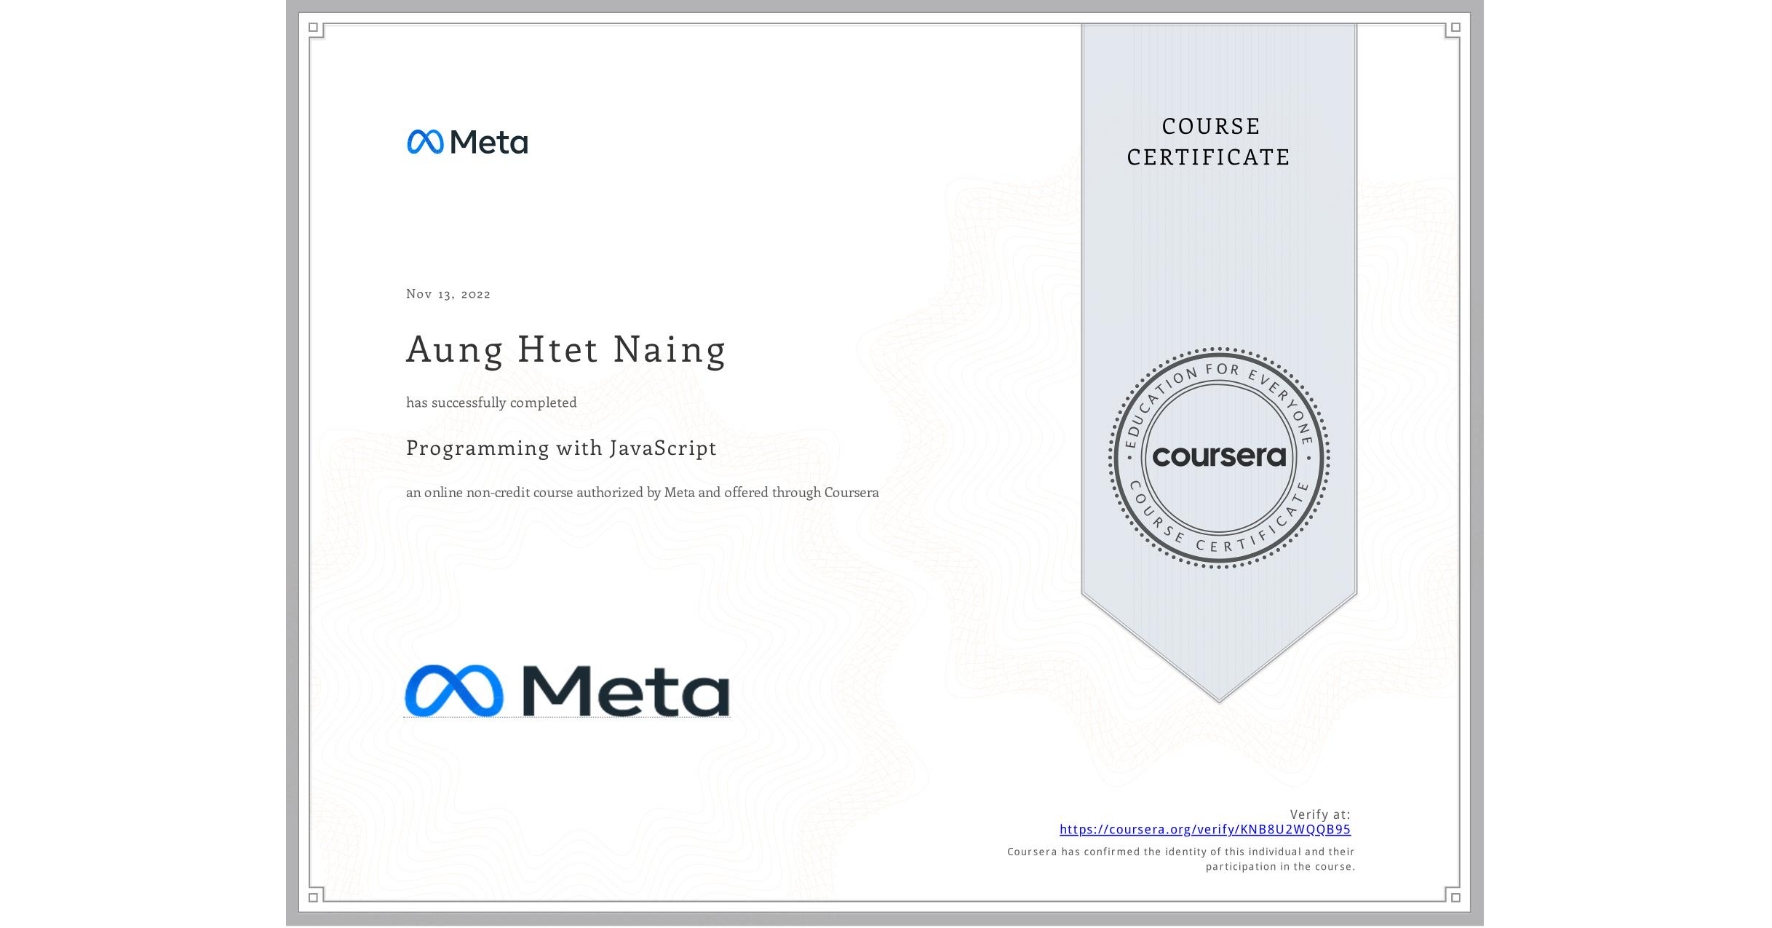 Meta
COURSE
CERTIFICATE
Nov 13, 2022
Aung Htet Naing
has successfully completed
Programming with JavaScript
an online non-credit course authorized by Meta and offered through Coursera
EDUCATION FOR EVERYONE
coursera
COURSE CERTIFICATE
Meta
Verify at:
https://coursera.org/verify/KNB8U2WQQB95
Coursera has confirmed the identity of this individual and their
participation in the course.